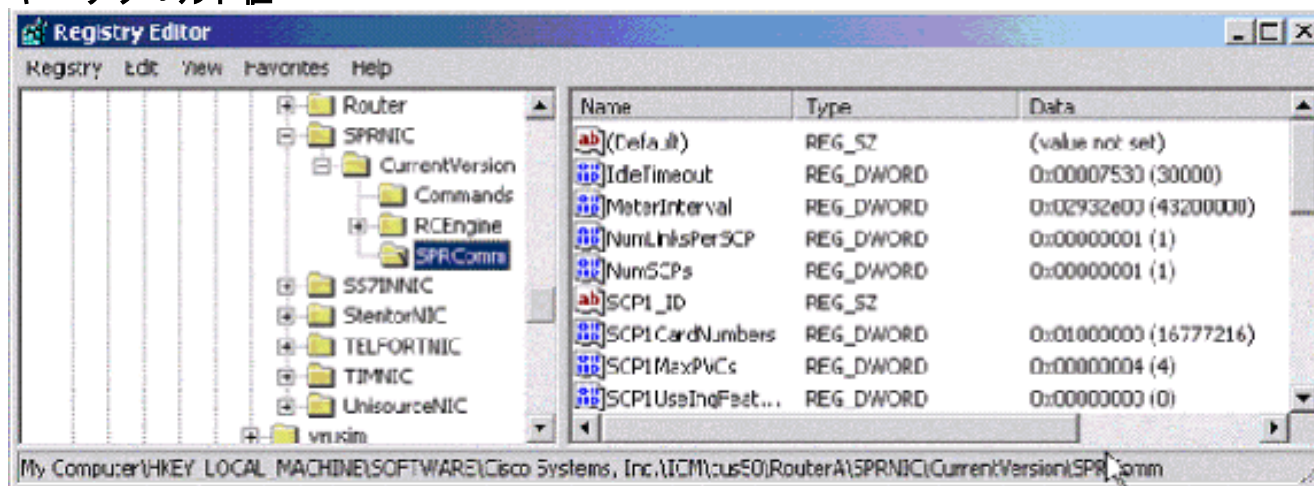 Registry Editor
Registry Edit View Favorites Help
Router
SPRNIC
CurrentVersion
Commands
RCEngine
SPRComm
SS7INNIC
StentorNIC
TELFORTNIC
TIMNIC
UnisourceNIC
vrusim
Name Type Data
(Default) REG_SZ (value not set)
IdleTimeout REG_DWORD 0x00007530 (30000)
MeterInterval REG_DWORD 0x02932e00 (43200000)
NumLinksPerSCP REG_DWORD 0x00000001 (1)
NumSCPs REG_DWORD 0x00000001 (1)
SCP1_ID REG_SZ
SCP1CardNumbers REG_DWORD 0x01000000 (16777216)
SCP1MaxPVCs REG_DWORD 0x00000004 (4)
SCP1UseInqFeat... REG_DWORD 0x00000000 (0)
My Computer\HKEY_LOCAL_MACHINE\SOFTWARE\Cisco Systems, Inc.\ICM\cus50\RouterA\SPRNIC\CurrentVersion\SPRComm